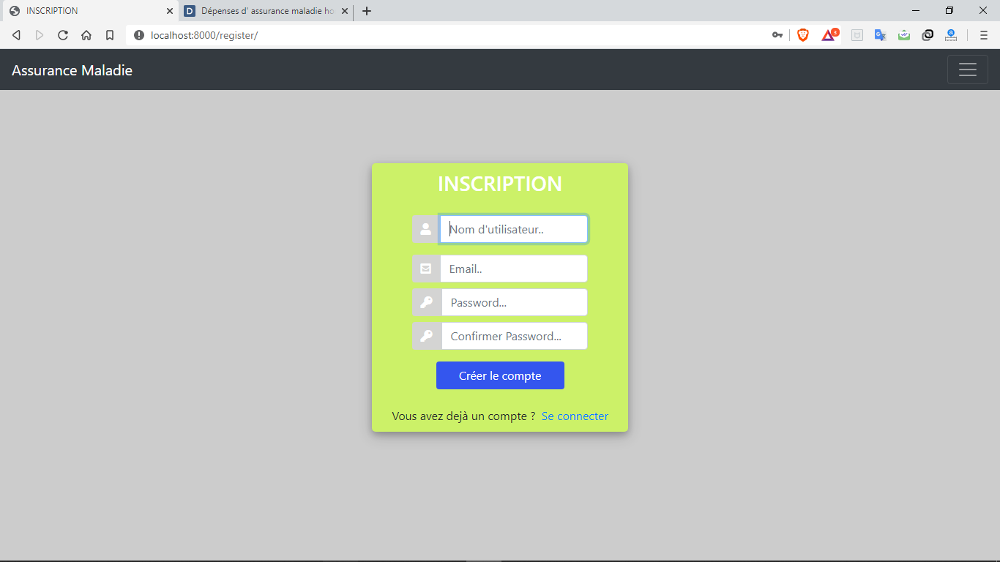 INSCRIPTION
Dépenses d' assurance maladie ho
localhost:8000/register/
3
Assurance Maladie
INSCRIPTION
Nom d'utilisateur..
Email..
Password...
Confirmer Password...
Créer le compte
Vous avez dejà un compte ? Se connecter